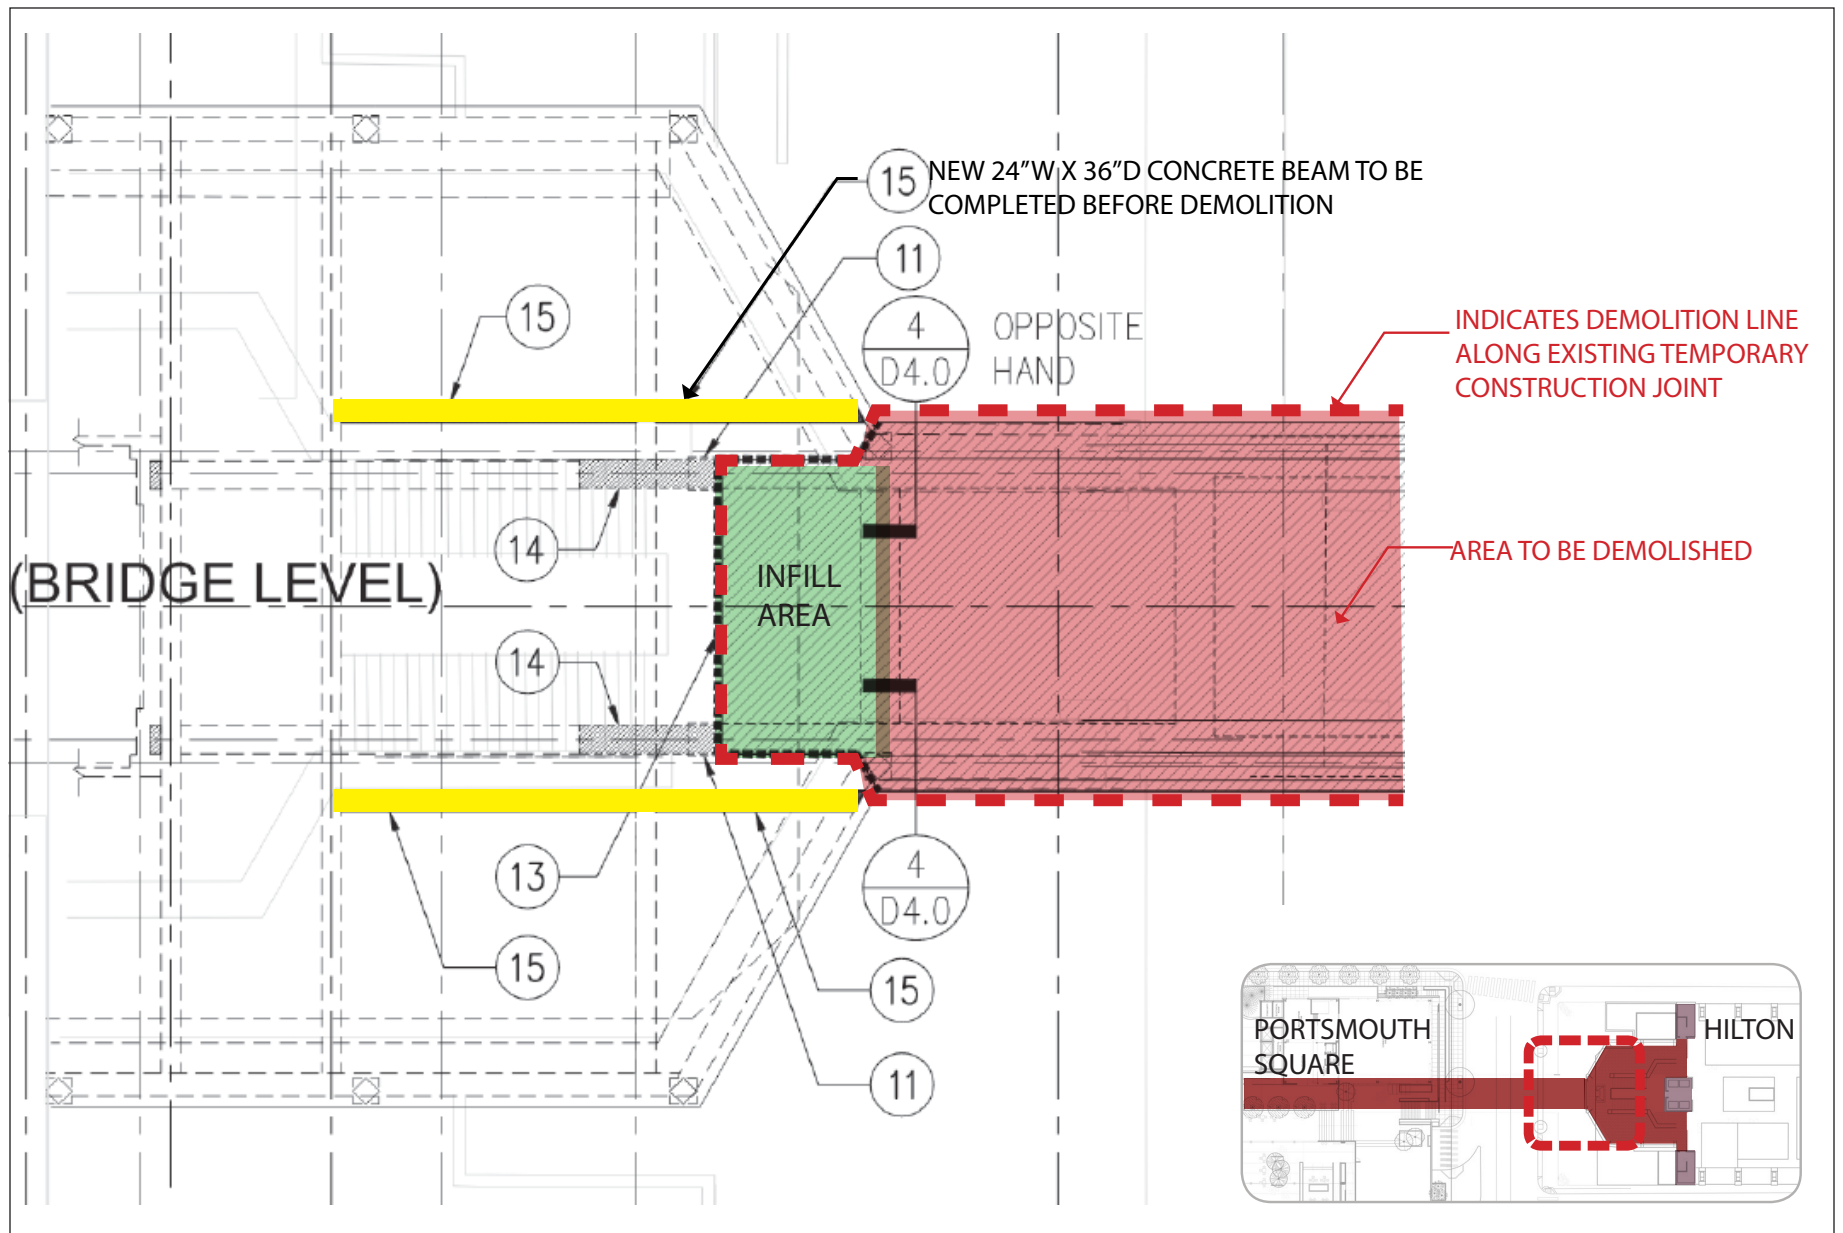 15
NEW 24”W X 36”D CONCRETE BEAM TO BE
COMPLETED BEFORE DEMOLITION
11
15
4
D4.0
OPPOSITE
HAND
INDICATES DEMOLITION LINE
ALONG EXISTING TEMPORARY
CONSTRUCTION JOINT
14
AREA TO BE DEMOLISHED
(BRIDGE LEVEL)
INFILL
AREA
14
13
4
D4.0
15
15
11
PORTSMOUTH
SQUARE
HILTON